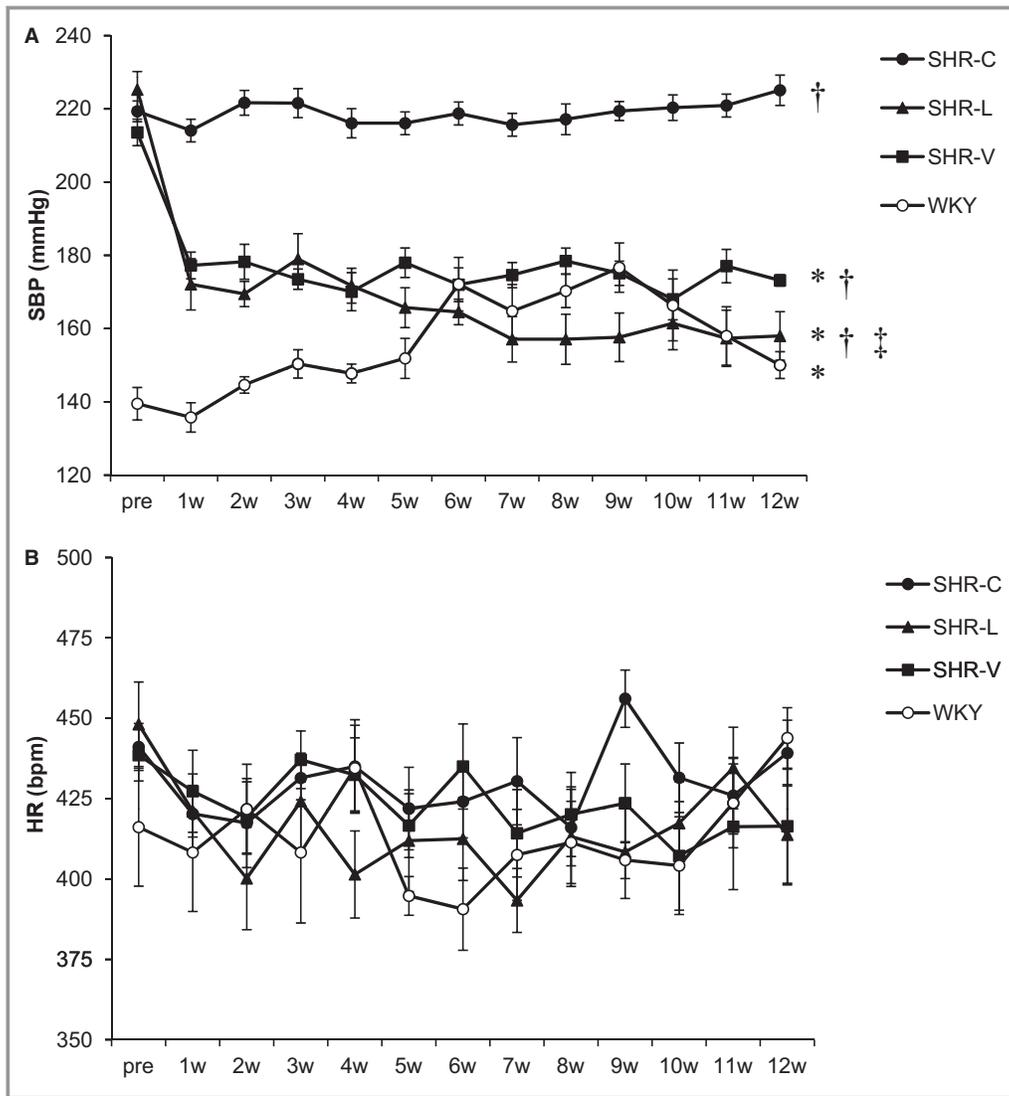 A
SBP (mmHg)
240
220
200
180
160
140
120
pre 1w 2w 3w 4w 5w 6w 7w 8w 9w 10w 11w 12w
SHR-C
SHR-L
SHR-V
WKY
†
* †
* † ‡
*
B
HR (bpm)
500
475
450
425
400
375
350
pre 1w 2w 3w 4w 5w 6w 7w 8w 9w 10w 11w 12w
SHR-C
SHR-L
SHR-V
WKY